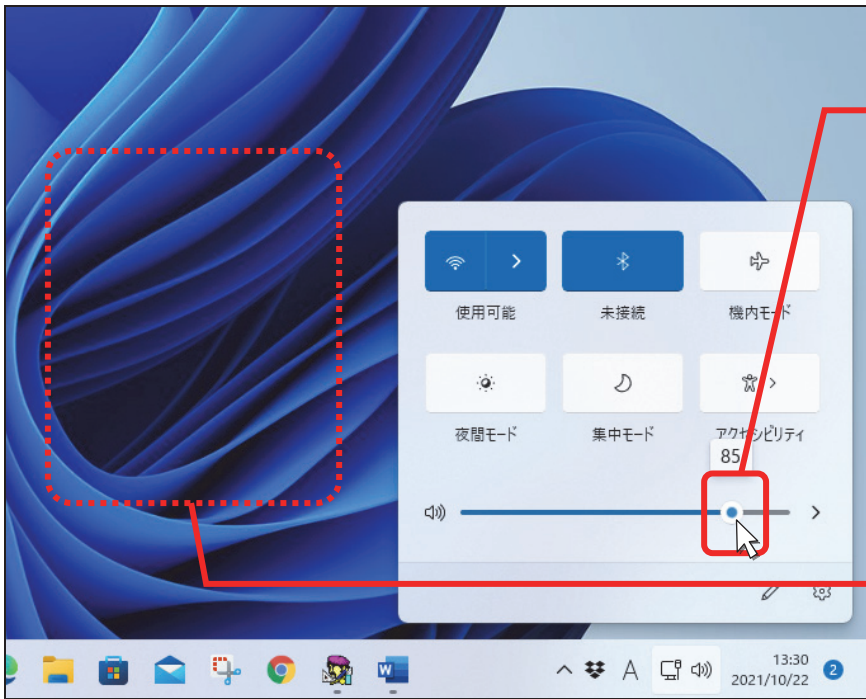 使用可能
未接続
機内モード
夜間モード
集中モード
アクセシビリティ
85
A
13:30
2021/10/22
2